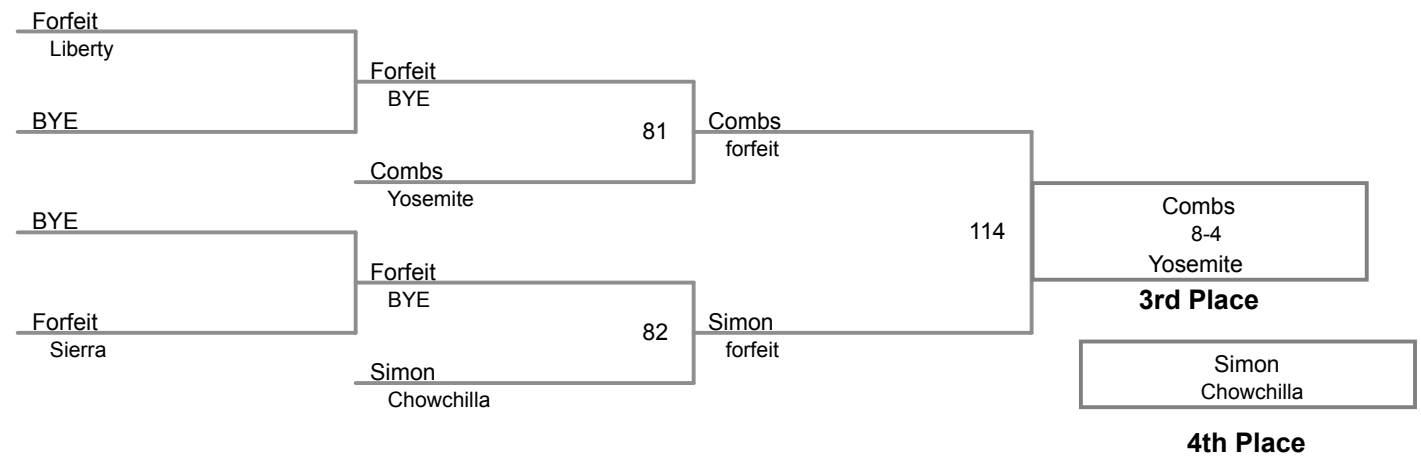 Forfeit
Liberty
BYE
BYE
Forfeit
Sierra
Forfeit
BYE
81
Combs
Yosemite
Forfeit
BYE
82
Simon
Chowchilla
Combs
forfeit
114
Simon
forfeit
Combs
8-4
Yosemite
3rd Place
Simon
Chowchilla
4th Place